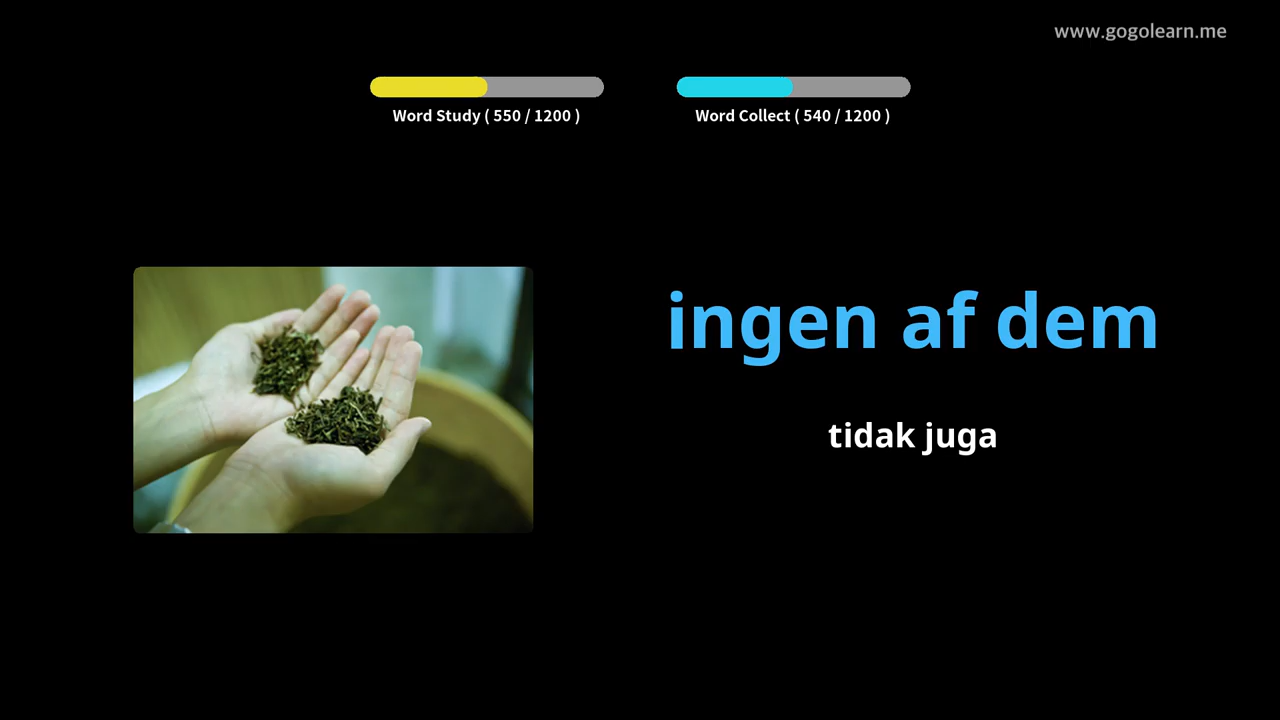 www.gogolearn.me
Word Study ( 550 / 1200 )
Word Collect ( 540 / 1200 )
ingen af dem
tidak juga